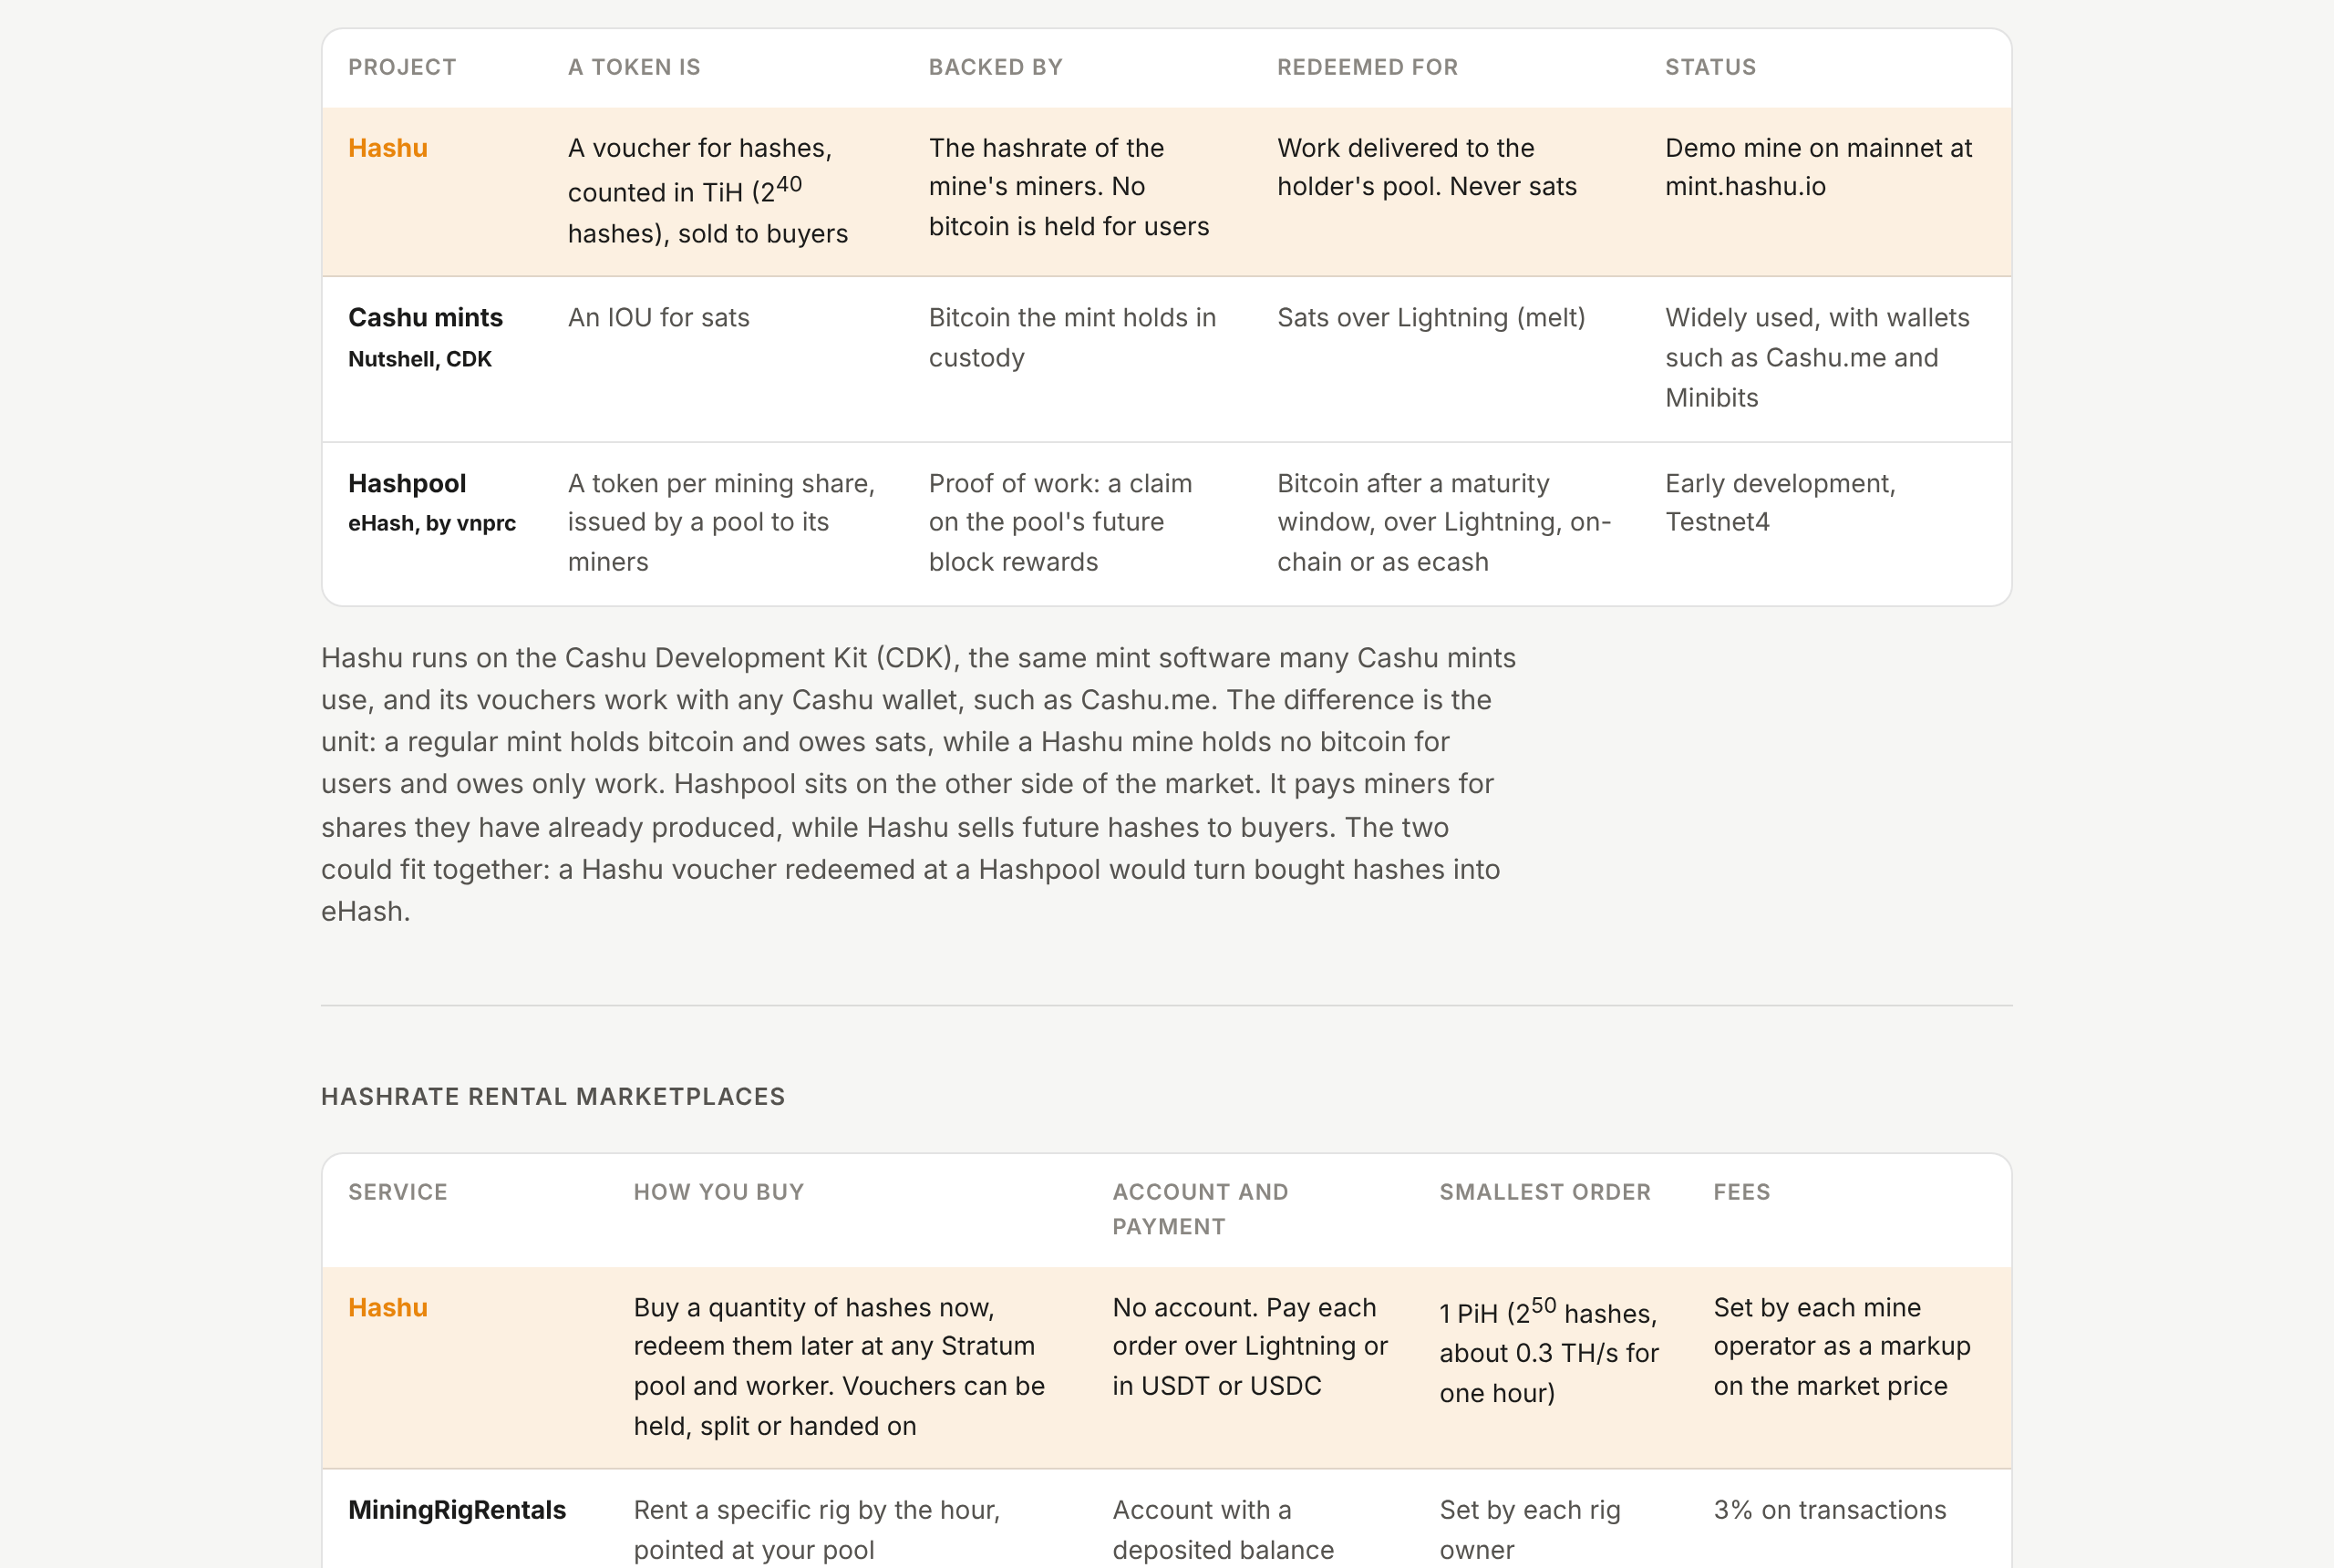 PROJECT A TOKEN IS BACKED BY REDEEMED FOR STATUS
Hashu
A voucher for hashes,
counted in TiH (2⁴⁰
hashes), sold to buyers
The hashrate of the
mine's miners. No
bitcoin is held for users
Work delivered to the
holder's pool. Never sats
Demo mine on mainnet at
mint.hashu.io
Cashu mints
Nutshell, CDK
An IOU for sats
Bitcoin the mint holds in
custody
Sats over Lightning (melt)
Widely used, with wallets
such as Cashu.me and
Minibits
Hashpool
eHash, by vnprc
A token per mining share,
issued by a pool to its
miners
Proof of work: a claim
on the pool's future
block rewards
Bitcoin after a maturity
window, over Lightning, on-
chain or as ecash
Early development,
Testnet4
Hashu runs on the Cashu Development Kit (CDK), the same mint software many Cashu mints
use, and its vouchers work with any Cashu wallet, such as Cashu.me. The difference is the
unit: a regular mint holds bitcoin and owes sats, while a Hashu mine holds no bitcoin for
users and owes only work. Hashpool sits on the other side of the market. It pays miners for
shares they have already produced, while Hashu sells future hashes to buyers. The two
could fit together: a Hashu voucher redeemed at a Hashpool would turn bought hashes into
eHash.
HASHRATE RENTAL MARKETPLACES
SERVICE
HOW YOU BUY
ACCOUNT AND
PAYMENT
SMALLEST ORDER
FEES
Hashu
Buy a quantity of hashes now,
redeem them later at any Stratum
pool and worker. Vouchers can be
held, split or handed on
No account. Pay each
order over Lightning or
in USDT or USDC
1 PiH (2⁵⁰ hashes,
about 0.3 TH/s for
one hour)
Set by each mine
operator as a markup
on the market price
MiningRigRentals
Rent a specific rig by the hour,
pointed at your pool
Account with a
deposited balance
Set by each rig
owner
3% on transactions